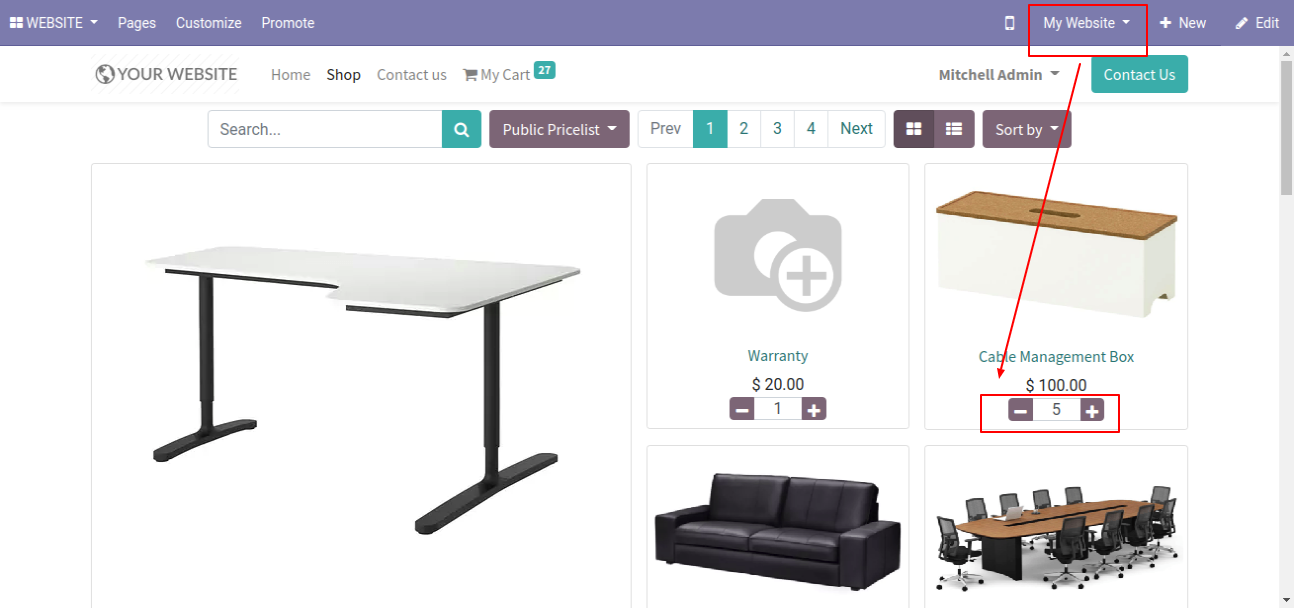 WEBSITE Pages Customize Promote My Website New Edit
YOUR WEBSITE Home Shop Contact us My Cart 27 Mitchell Admin Contact Us
Search... Public Pricelist Prev 1 2 3 4 Next Sort by
Warranty
$ 20.00
1
Cable Management Box
$ 100.00
5